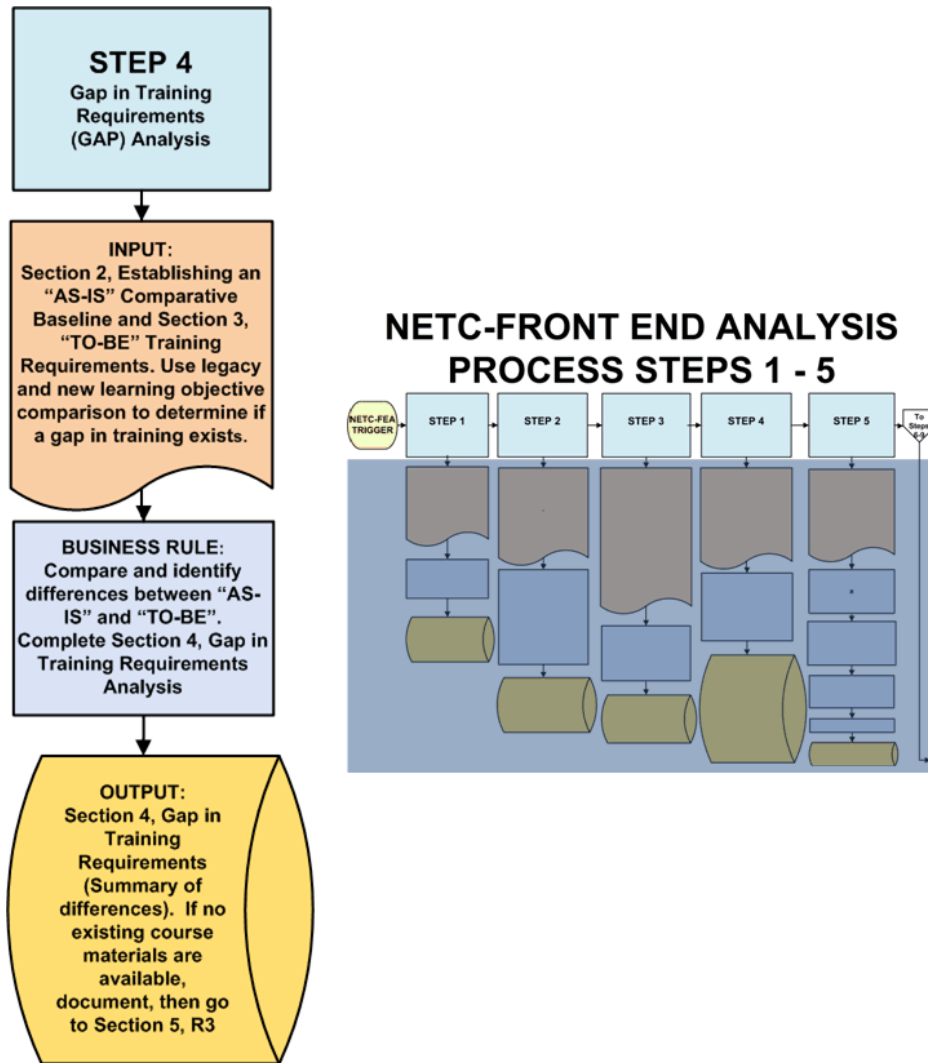 STEP 4
Gap in Training
Requirements
(GAP) Analysis
INPUT:
Section 2, Establishing an
“AS-IS” Comparative
Baseline and Section 3,
“TO-BE” Training
Requirements. Use legacy
and new learning objective
comparison to determine if
a gap in training exists.
BUSINESS RULE:
Compare and identify
differences between “AS-
IS” and “TO-BE”.
Complete Section 4, Gap in
Training Requirements
Analysis
OUTPUT:
Section 4, Gap in
Training
Requirements
(Summary of
differences).  If no
existing course
materials are
available,
document, then go
to Section 5, R3
NETC-FRONT END ANALYSIS
PROCESS STEPS 1 - 5
NETC-FEA
TRIGGER
STEP 1
STEP 2
STEP 3
STEP 4
STEP 5
To
Steps